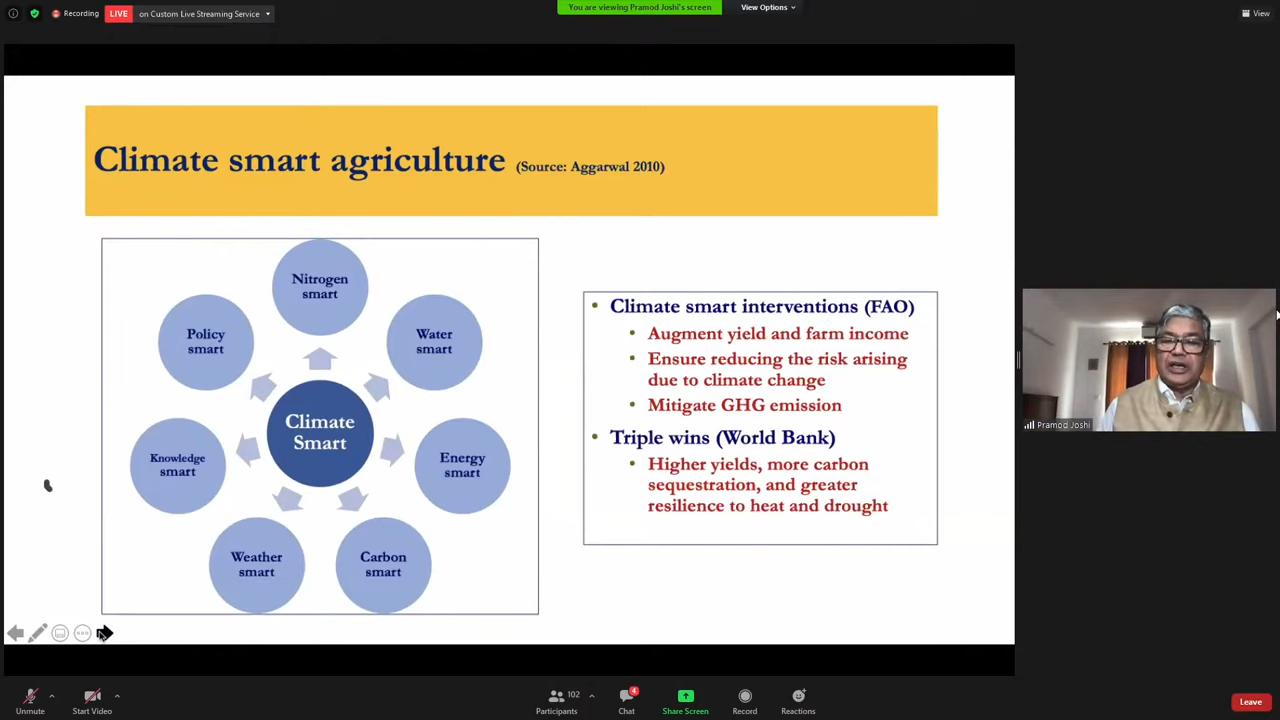 Recording
LIVE
on Custom Live Streaming Service
You are viewing Pramod Joshi's screen
View Options
View
Climate smart agriculture (Source: Aggarwal 2010)
Nitrogen
smart
Policy
smart
Water
smart
Climate
Smart
Knowledge
smart
Energy
smart
Weather
smart
Carbon
smart
• Climate smart interventions (FAO)
• Augment yield and farm income
• Ensure reducing the risk arising
due to climate change
• Mitigate GHG emission
• Triple wins (World Bank)
• Higher yields, more carbon
sequestration, and greater
resilience to heat and drought
Pramod Joshi
Unmute
Start Video
102
Participants
4
Chat
Share Screen
Record
Reactions
Leave